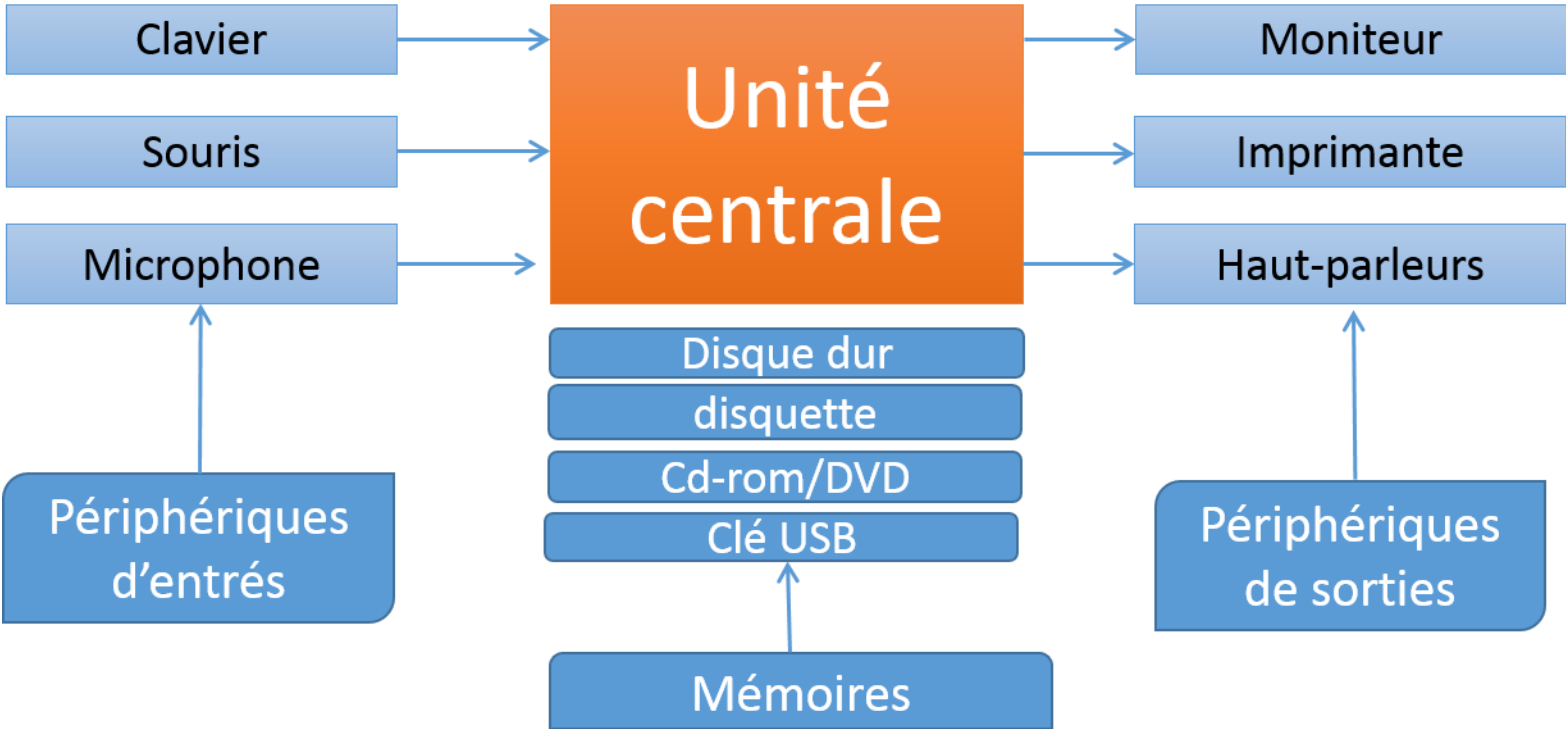 Clavier
Souris
Microphone
Périphériques
d’entrés
Unité
centrale
Disque dur
disquette
Cd-rom/DVD
Clé USB
Mémoires
Moniteur
Imprimante
Haut-parleurs
Périphériques
de sorties